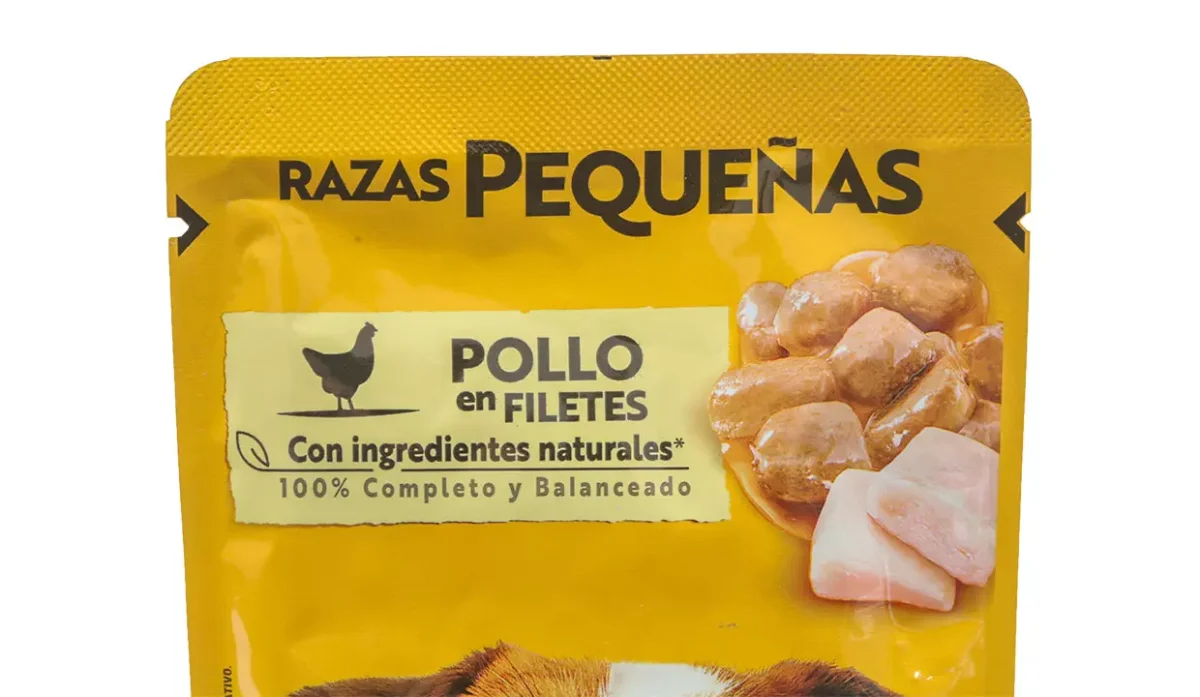 RAZAS PEQUEÑAS
POLLO
en FILETES
Con ingredientes naturales*
100% Completo y Balanceado